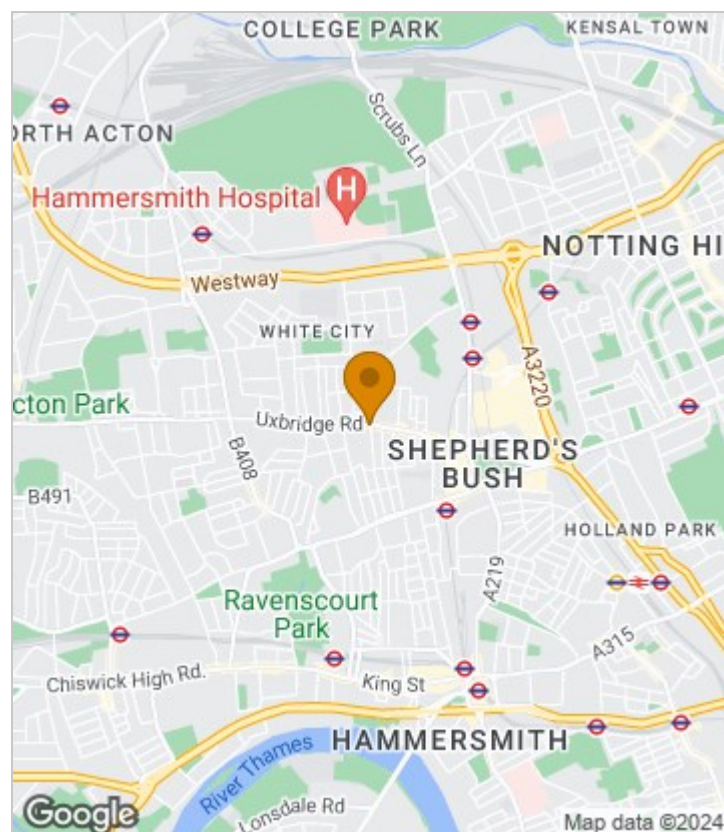 COLLEGE PARK
KENSAL TOWN
Scrubs Ln
ORTH ACTON
Hammersmith Hospital
H
NOTTING HI
Westway
WHITE CITY
A3220
cton Park
Uxbridge Rd
SHEPHERD'S
BUSH
B408
B491
HOLLAND PARK
A219
Ravenscourt
Park
A315
Chiswick High Rd.
King St
HAMMERSMITH
River Thames
Lonsdale Rd
Google
Map data ©2024